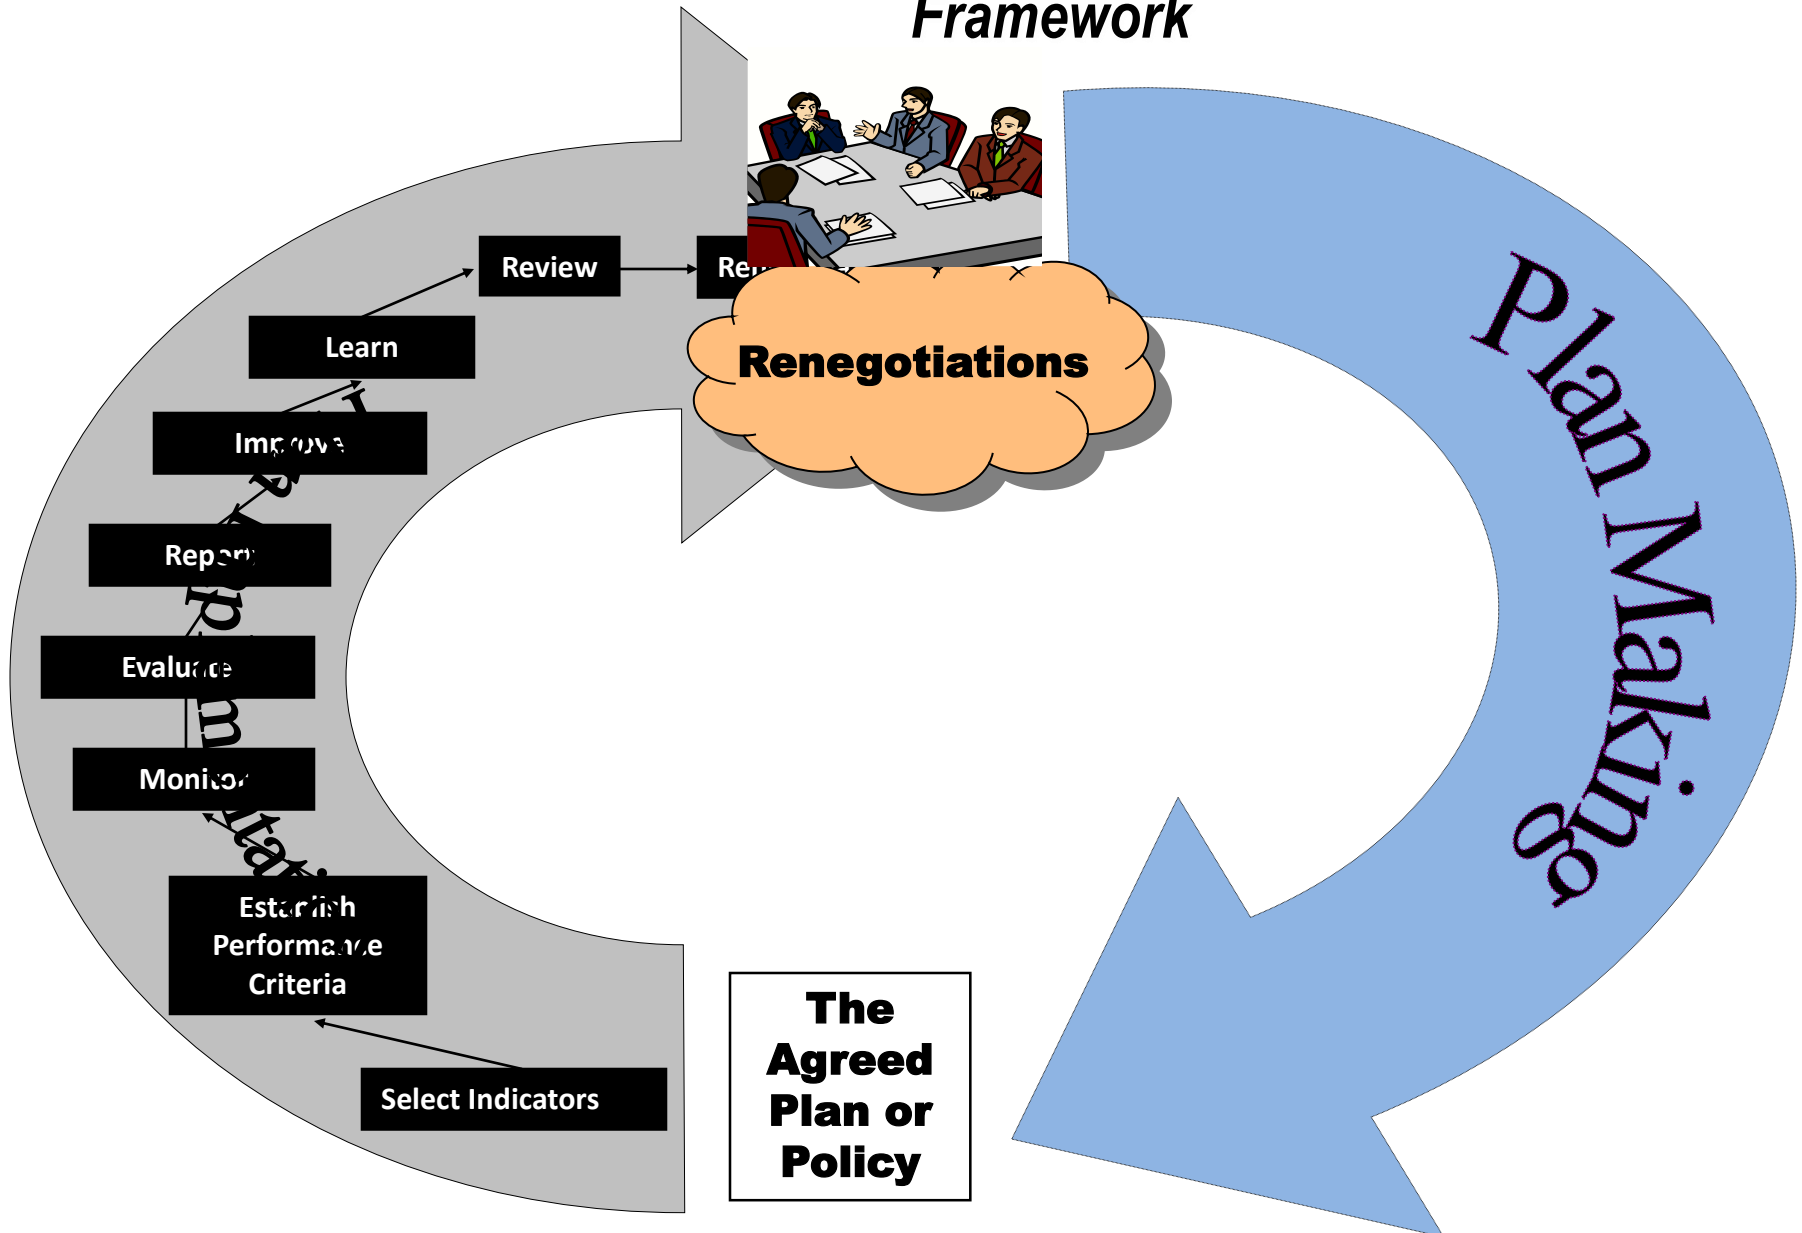 Framework
Review
Learn
Improve
Report
Evaluate
Monitor
Establish
Performance
Criteria
Select Indicators
Renegotiations
The
Agreed
Plan or
Policy
Plan Making